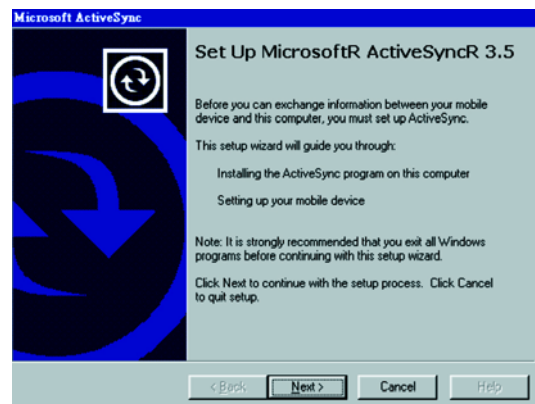 Microsoft ActiveSync
Set Up MicrosoftR ActiveSyncR 3.5
Before you can exchange information between your mobile
device and this computer, you must set up ActiveSync.
This setup wizard will guide you through:
Installing the ActiveSync program on this computer
Setting up your mobile device
Note: It is strongly recommended that you exit all Windows
programs before continuing with this setup wizard.
Click Next to continue with the setup process. Click Cancel
to quit setup.
< Back Next > Cancel Help